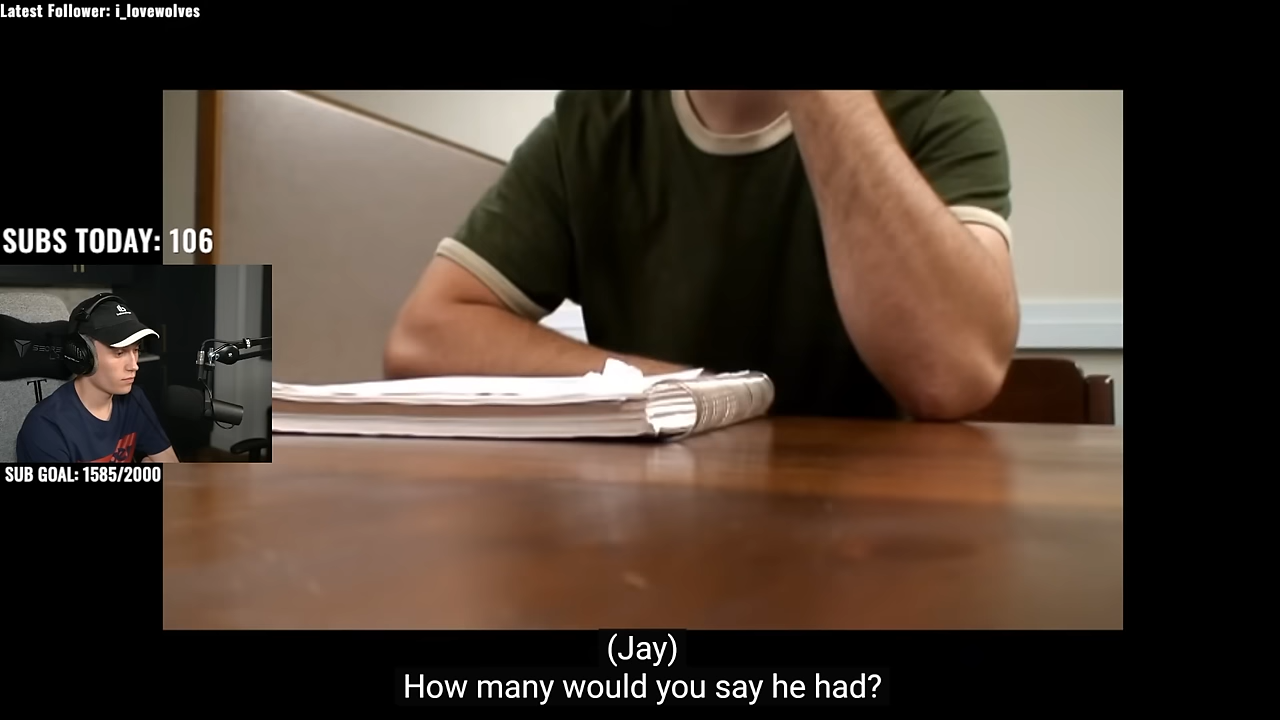 Latest Follower: i_lovewolves
SUBS TODAY: 106
SUB GOAL: 1585/2000
(Jay)
How many would you say he had?